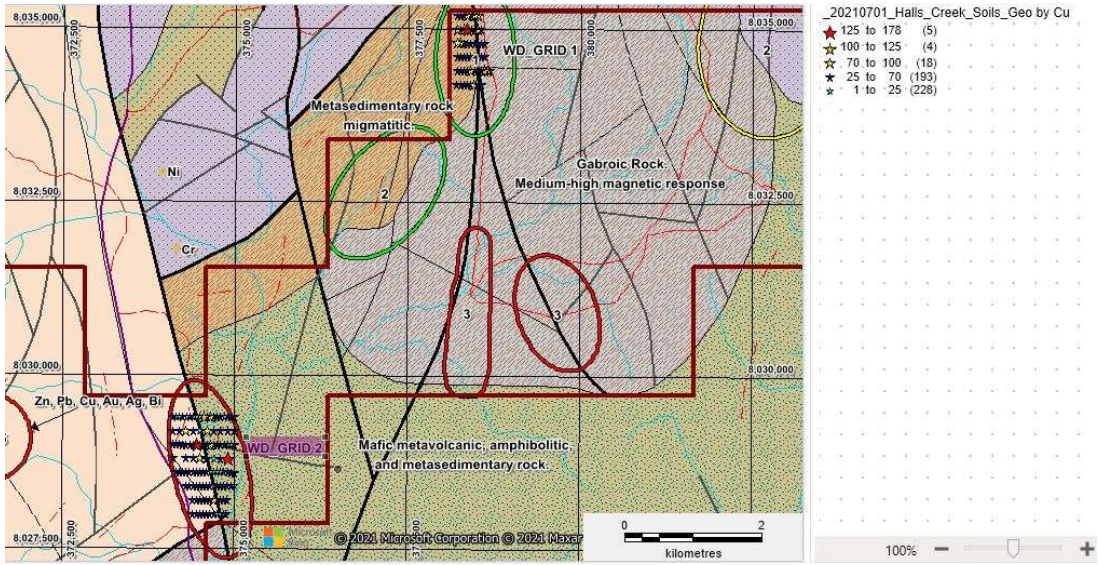 8,035,000
372,500
375,000
377,500
WD_GRID 1
380,000
8,035,000
2
1
Metasedimentary rock
migmatitic.
Ni
2
Gabroic Rock.
Medium-high magnetic response
8,032,500
8,032,500
Cr
3
3
8,030,000
8,030,000
Zn, Pb, Cu, Au, Ag, Bi
WD_GRID 2
Mafic metavolcanic, amphibolitic,
and metasedimentary rock.
8,027,500
372,500
375,000
377,500
© 2021 Microsoft Corporation © 2021 Maxar
0 2
kilometres
_20210701_Halls_Creek_Soils_Geo by Cu
125 to 178 (5)
100 to 125 (4)
70 to 100 (18)
25 to 70 (193)
1 to 25 (228)
100%